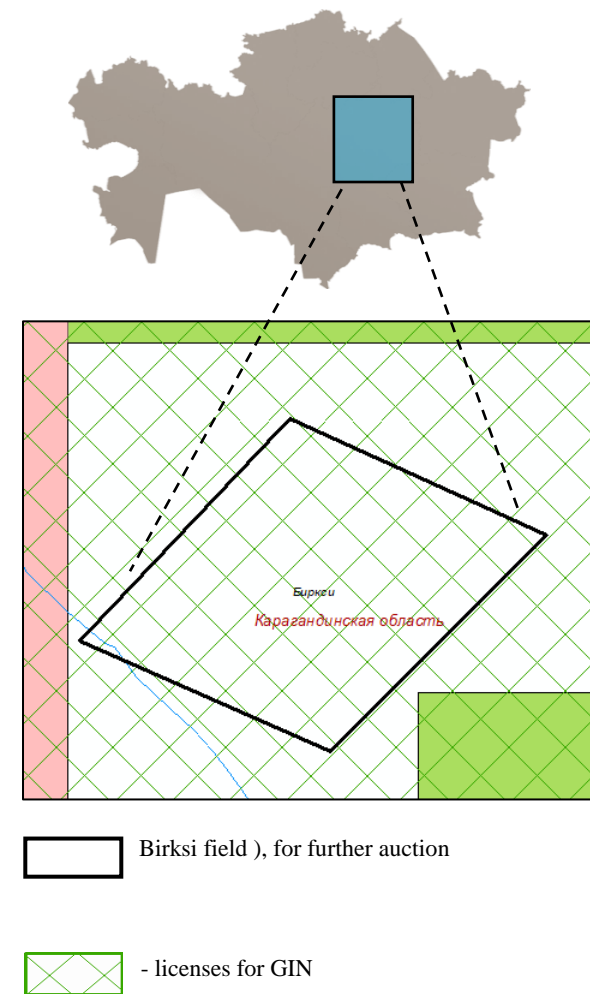 Биркси
Карагандинская область
Birksi field ), for further auction
- licenses for GIN